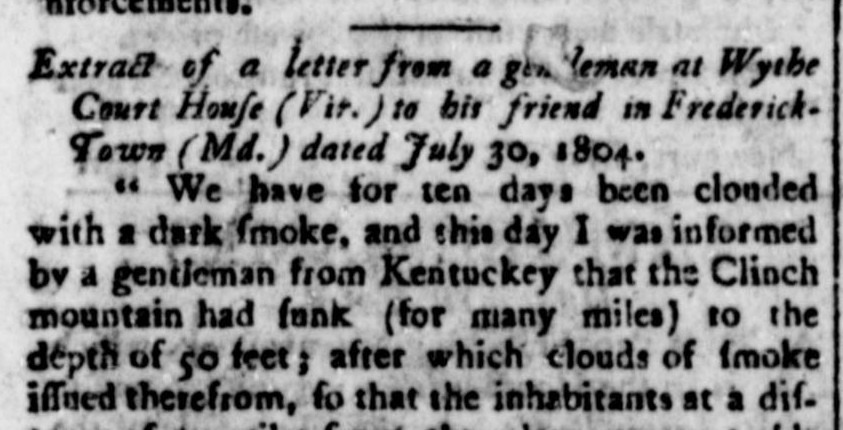 nforcements.
Extract of a letter from a gentleman at Wythe
Court Houſe (Vir.) to his friend in Frederick-
Town (Md.) dated July 30, 1804.
“ We have for ten days been clouded
with a dark ſmoke, and this day I was informed
by a gentleman from Kentuckey that the Clinch
mountain had ſunk (for many miles) to the
depth of 50 feet; after which clouds of ſmoke
iſſued therefrom, ſo that the inhabitants at a diſ-